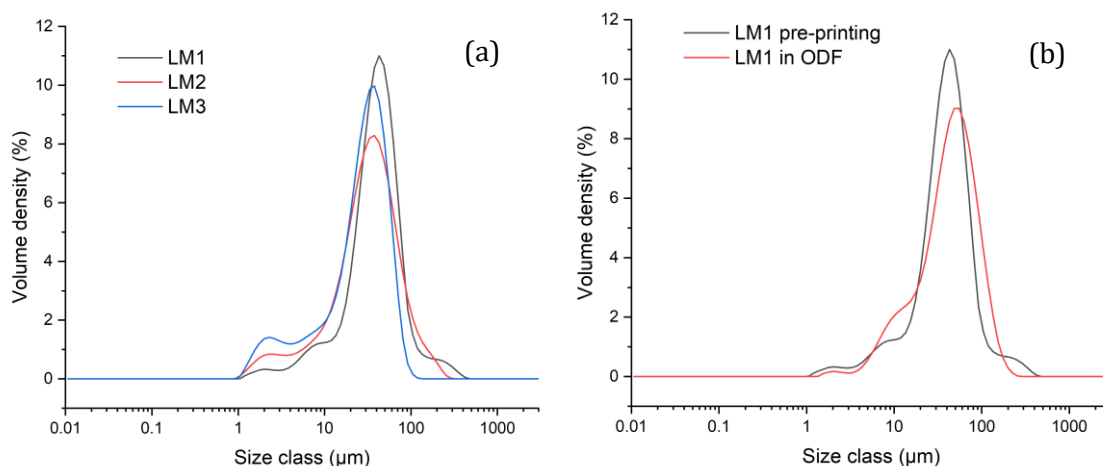 (a)
LM1
LM2
LM3
Volume density (%)
12
10
8
6
4
2
0
0.01 0.1 1 10 100 1000
Size class (µm)
(b)
LM1 pre-printing
LM1 in ODF
Volume density (%)
12
10
8
6
4
2
0
0.01 0.1 1 10 100 1000
Size class (µm)